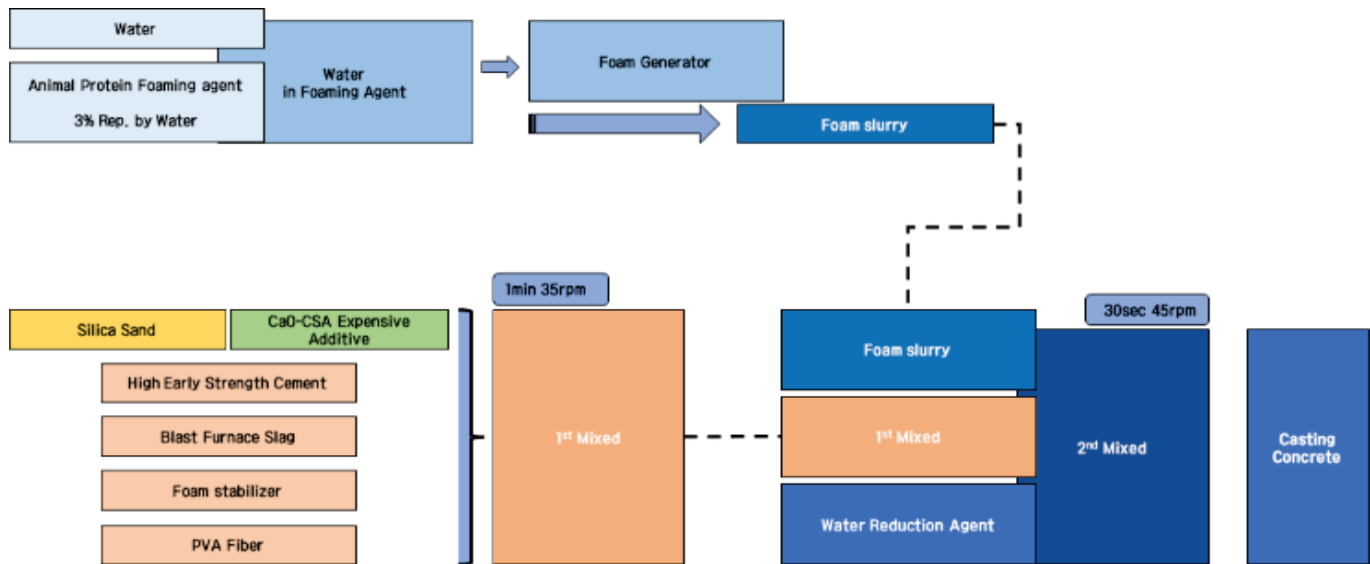 Water
Animal Protein Foaming agent
3% Rep. by Water
Water
in Foaming Agent
Foam Generator
Foam slurry
1min 35rpm
30sec 45rpm
Silica Sand
CaO-CSA Expensive
Additive
High Early Strength Cement
Blast Furnace Slag
Foam stabilizer
PVA Fiber
1st Mixed
Foam slurry
1st Mixed
Water Reduction Agent
2nd Mixed
Casting
Concrete